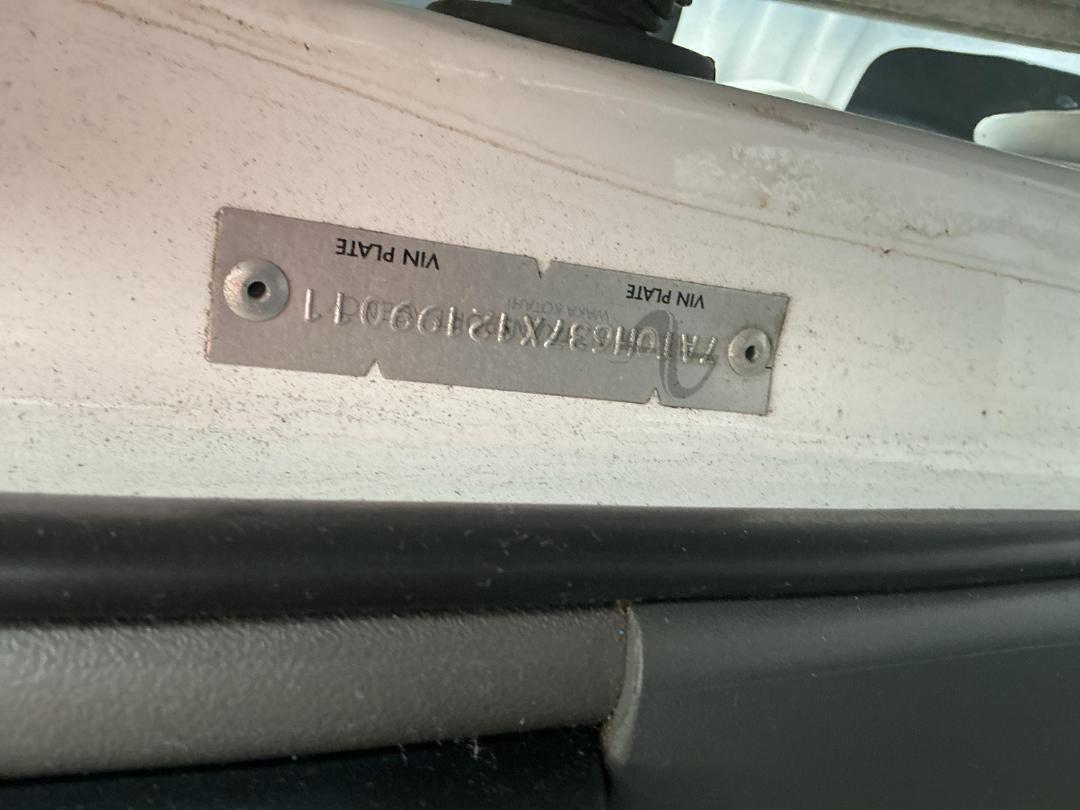 7AT0H637X12199011
WAKA KOTAHI
VIN PLATE
VIN PLATE